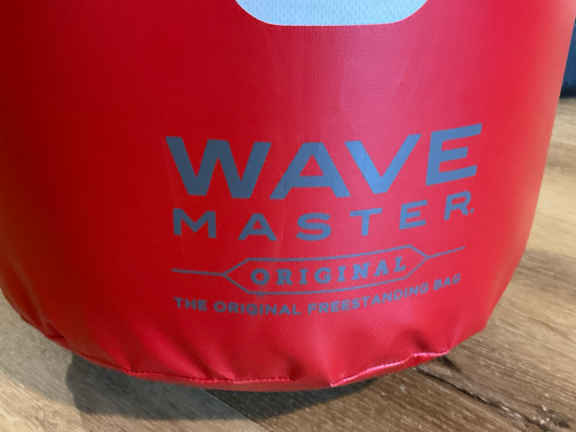 WAVE
MASTER.
ORIGINAL
THE ORIGINAL FREESTANDING BAG